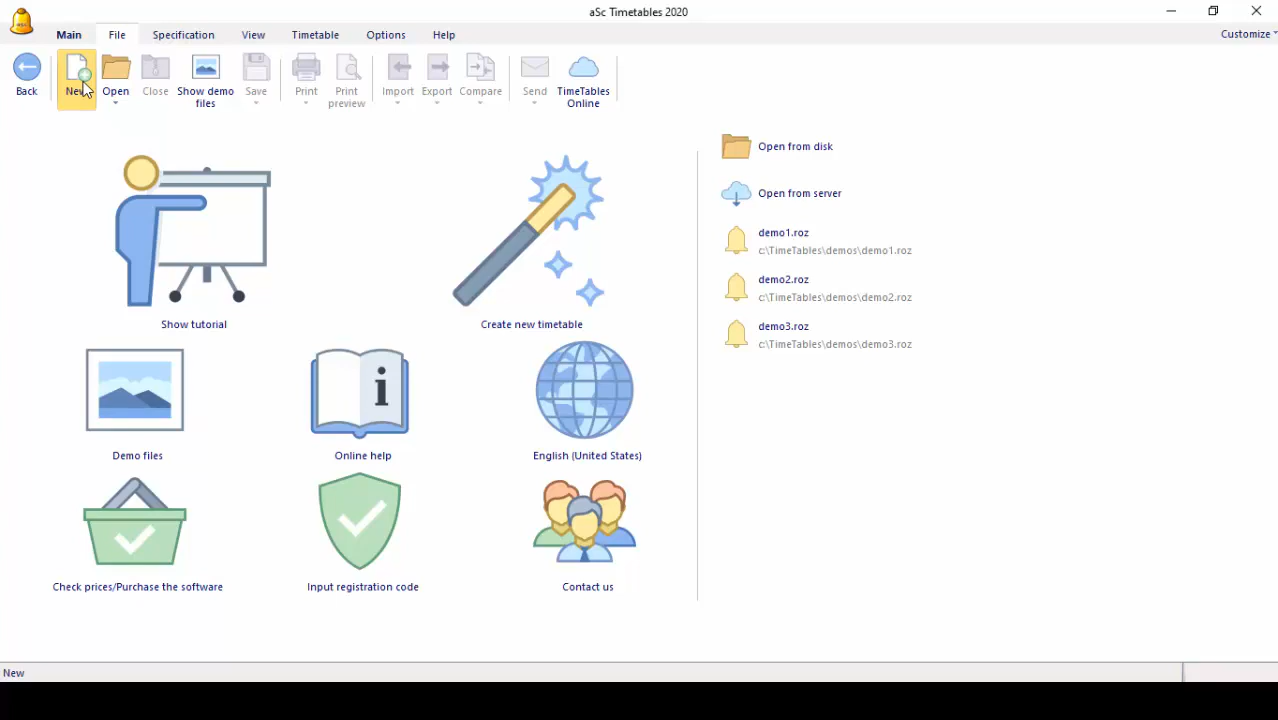 aSc Timetables 2020
Main File Specification View Timetable Options Help Customize
Back New Open Close Show demo files Save Print Print preview Import Export Compare Send TimeTables Online
Open from disk
Open from server
demo1.roz
c:\TimeTables\demos\demo1.roz
demo2.roz
c:\TimeTables\demos\demo2.roz
demo3.roz
c:\TimeTables\demos\demo3.roz
Show tutorial Create new timetable
Demo files Online help English (United States)
Check prices/Purchase the software Input registration code Contact us
New